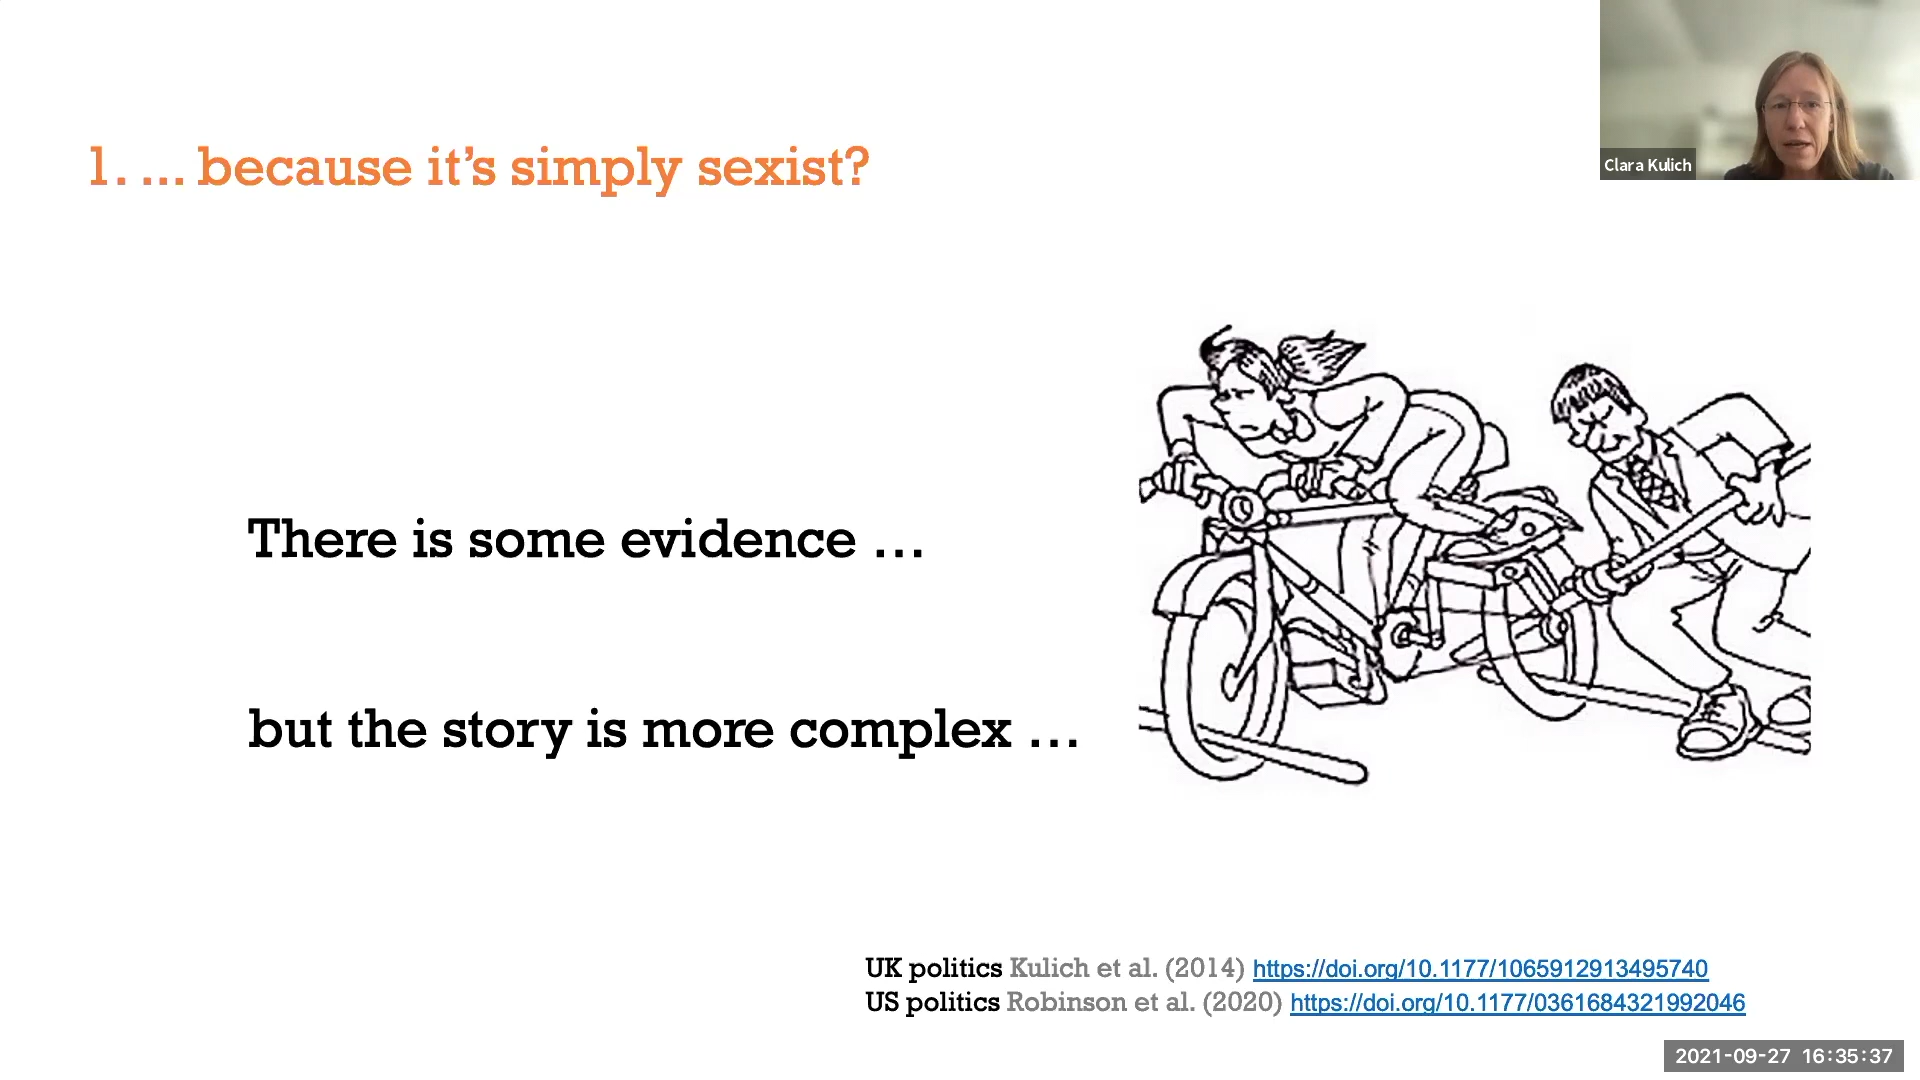 1. ... because it's simply sexist?
Clara Kulich
There is some evidence …
but the story is more complex …
UK politics Kulich et al. (2014) https://doi.org/10.1177/1065912913495740
US politics Robinson et al. (2020) https://doi.org/10.1177/0361684321992046
2021-09-27 16:35:37